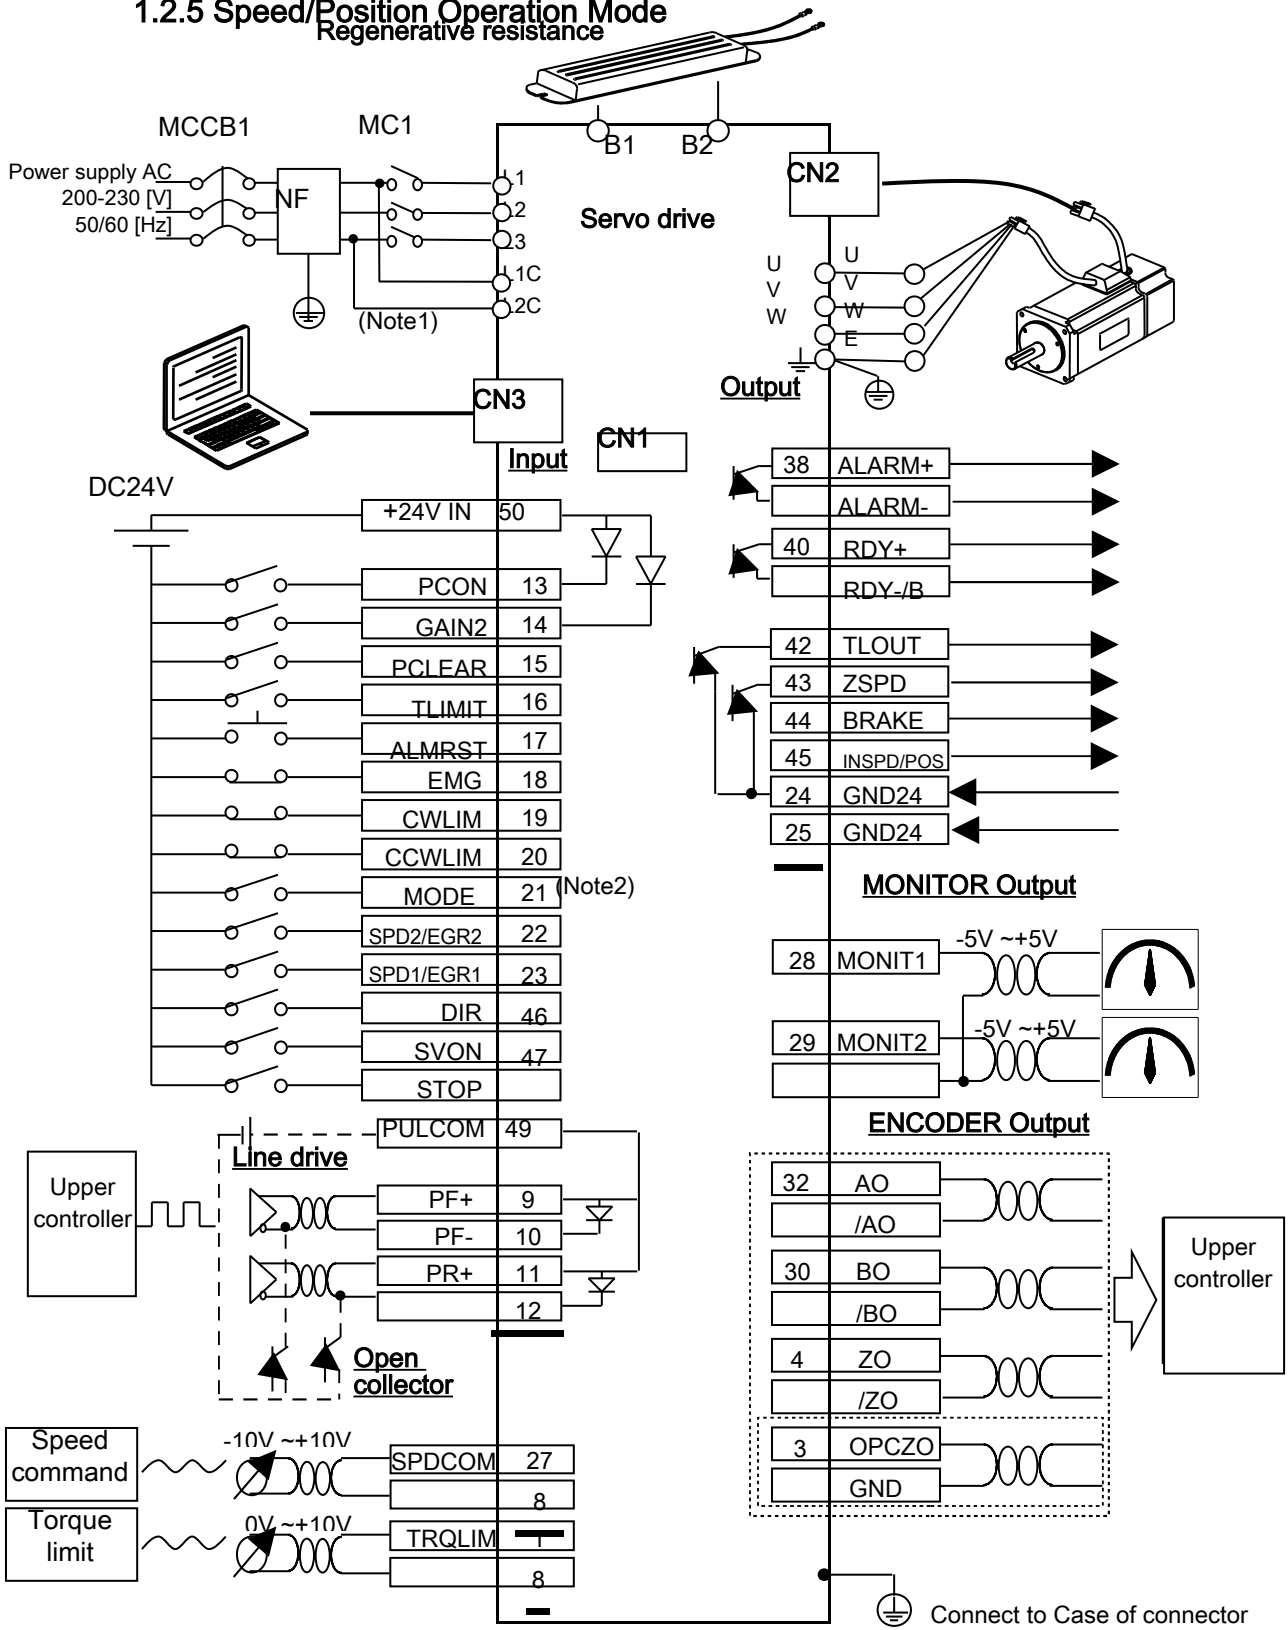 1.2.5 Speed/Position Operation Mode
Regenerative resistance
MCCB1
MC1
B1
B2
Power supply AC
200-230 [V]
50/60 [Hz]
NF
L1
L2
L3
L1C
L2C
(Note1)
Servo drive
CN2
U
V
W
U
V
W
E
Output
CN3
CN1
Input
DC24V
+24V IN 50
PCON 13
GAIN2 14
PCLEAR 15
TLIMIT 16
ALMRST 17
EMG 18
CWLIM 19
CCWLIM 20
MODE 21 (Note2)
SPD2/EGR2 22
SPD1/EGR1 23
DIR 46
SVON 47
STOP
38 ALARM+
ALARM-
40 RDY+
RDY-/B
42 TLOUT
43 ZSPD
44 BRAKE
45 INSPD/POS
24 GND24
25 GND24
MONITOR Output
28 MONIT1
-5V ~+5V
29 MONIT2
-5V ~+5V
PULCOM 49
Line drive
Upper
controller
PF+ 9
PF- 10
PR+ 11
12
Open
collector
ENCODER Output
32 AO
/AO
30 BO
/BO
4 ZO
/ZO
3 OPCZO
GND
Upper
controller
Speed
command
-10V ~+10V
SPDCOM 27
8
Torque
limit
0V ~+10V
TRQLIM 1
8
Connect to Case of connector